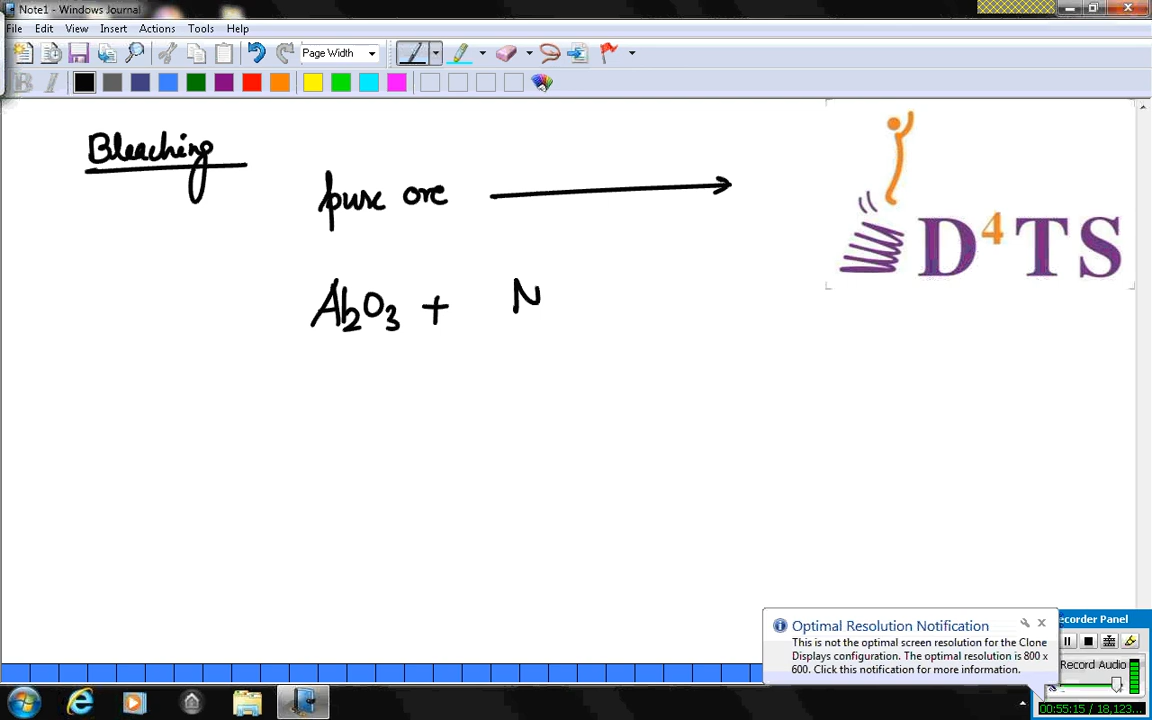 Note1 - Windows Journal
File Edit View Insert Actions Tools Help
Page Width
B I
Bleaching
pure ore
Al2O3 + N
D4TS
Optimal Resolution Notification
This is not the optimal screen resolution for the Clone
Displays configuration. The optimal resolution is 800 x
600. Click this notification for more information.
ecorder Panel
Record Audio
00:55:15 / 18,123...